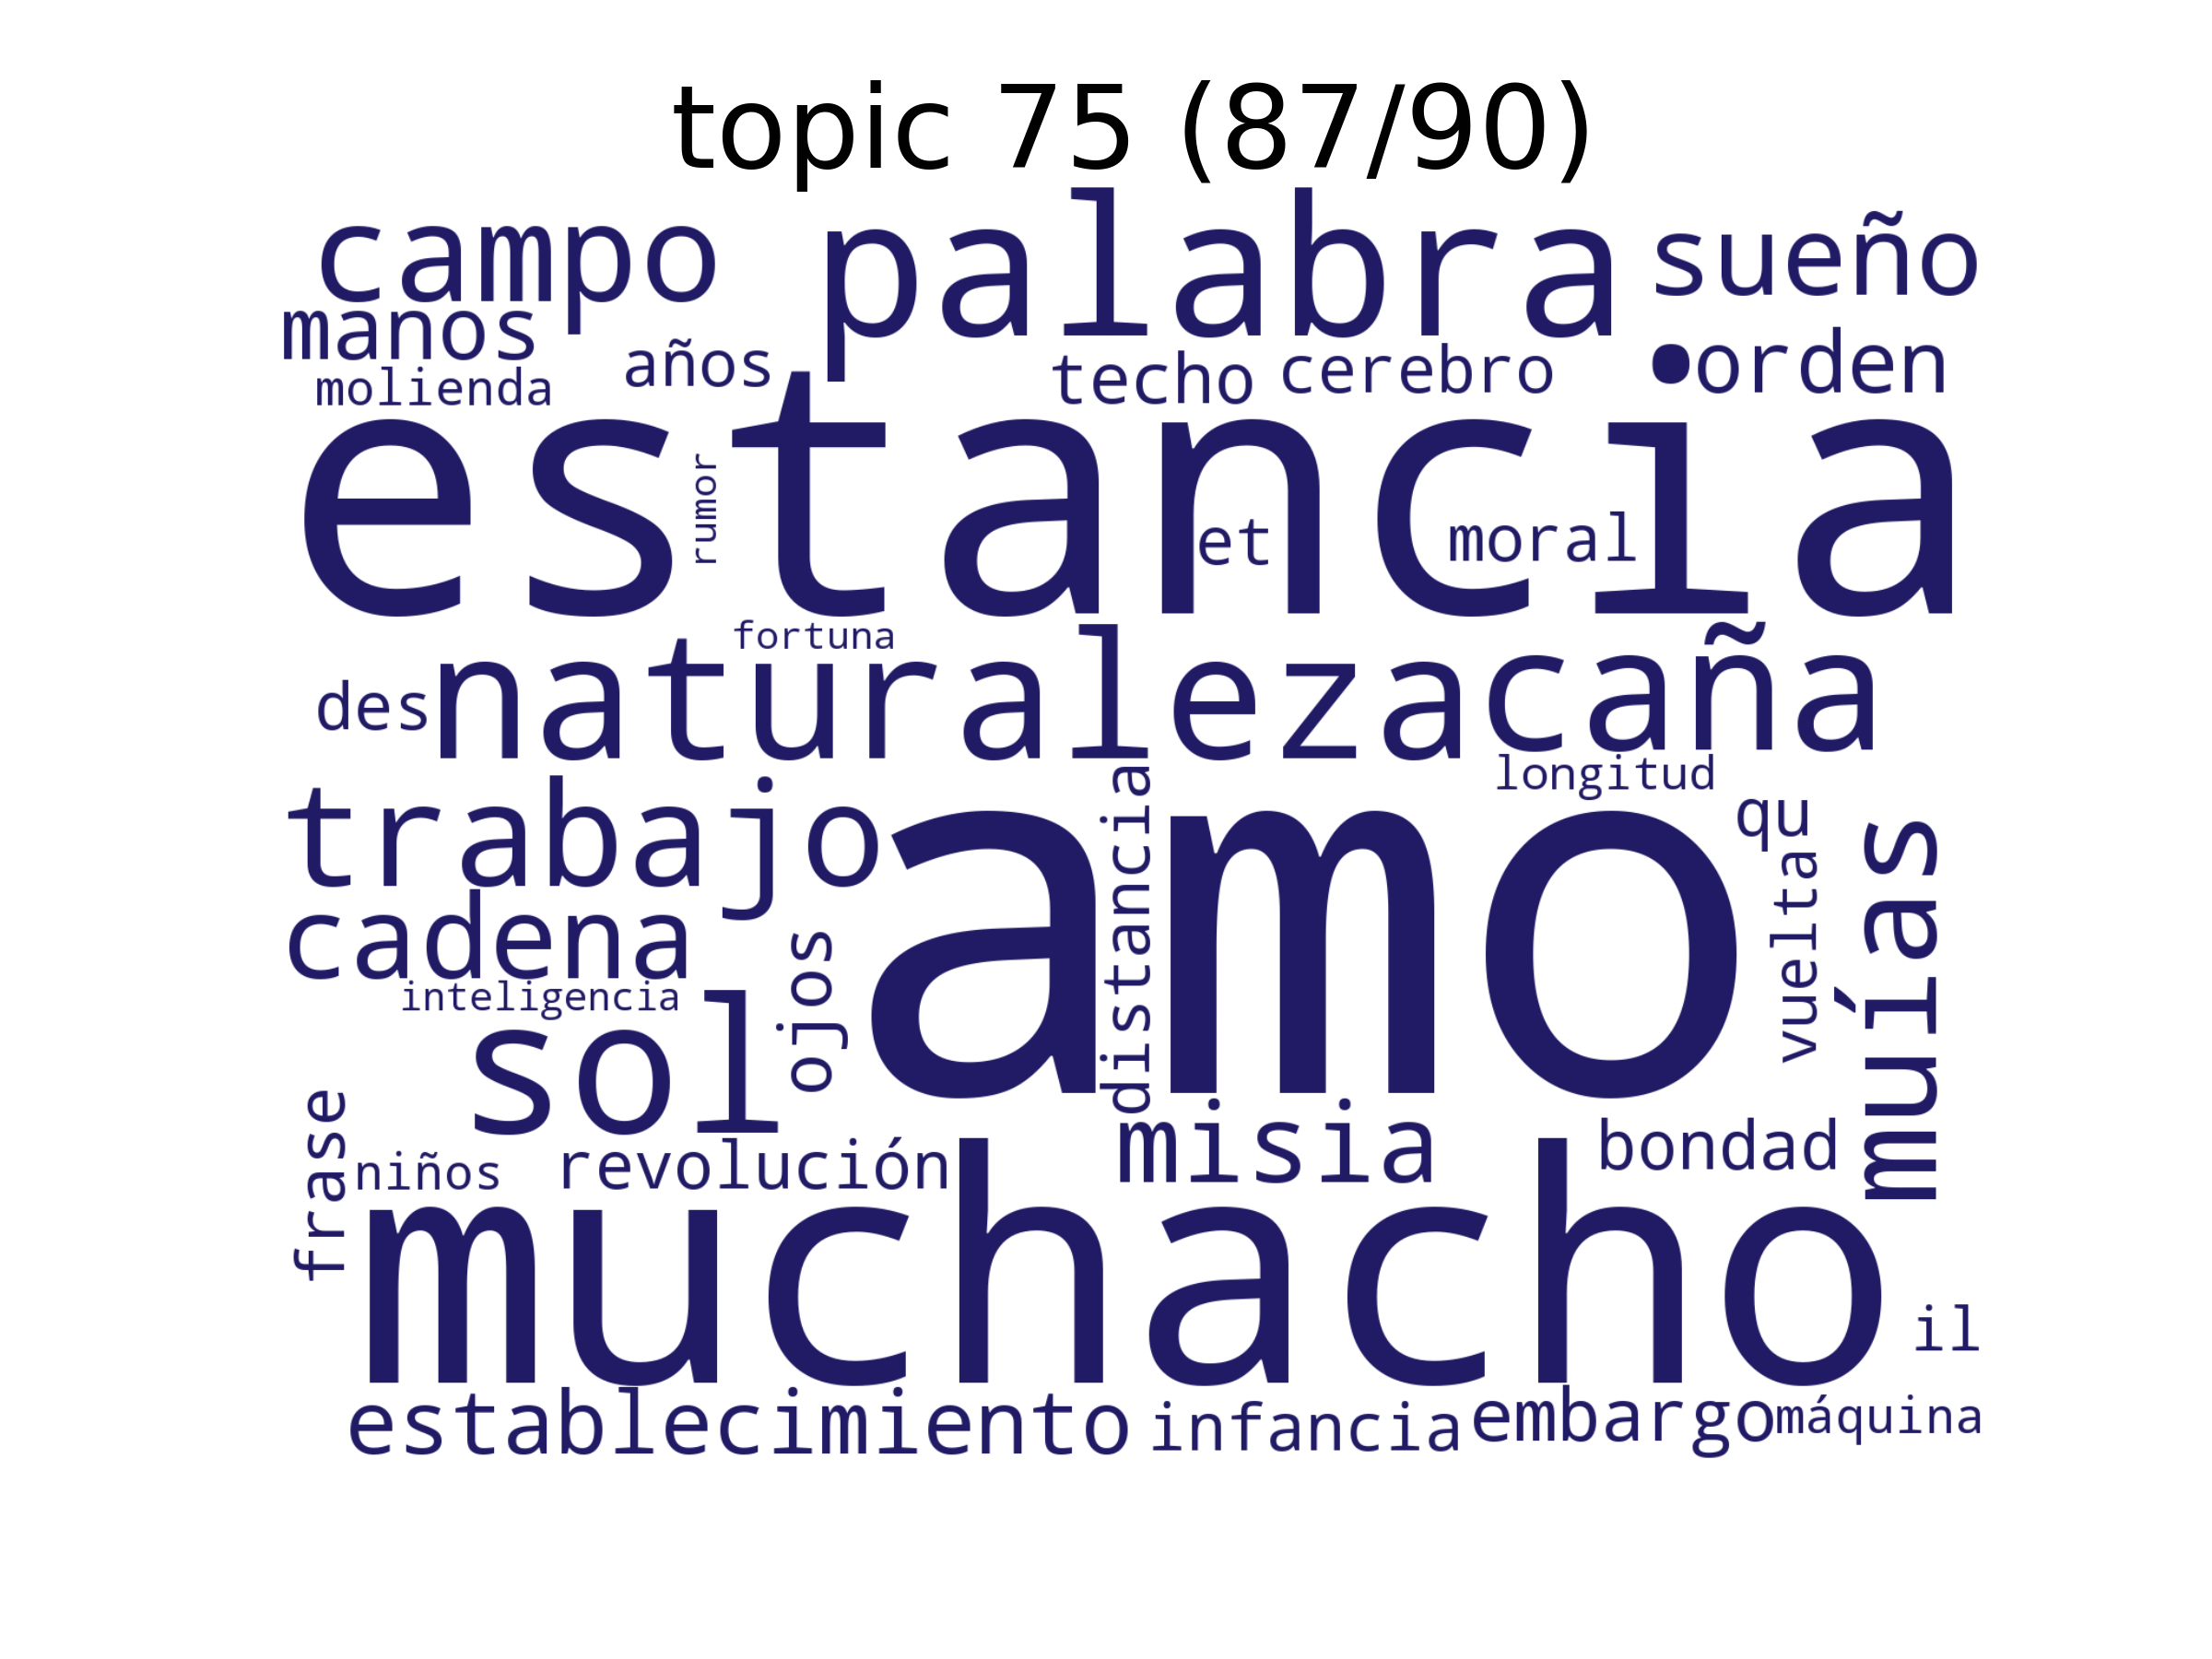 topic 75 (87/90)
campo palabra sueño
manos años techo cerebro •orden
molienda
estancia
rumor et moral
fortuna
des naturaleza caña
longitud
trabajo amo qu
cadena distancia vuelta muías
inteligencia
sol ojos
frase niños revolución misia bondad
muchacho
il
establecimiento infancia embargo máquina